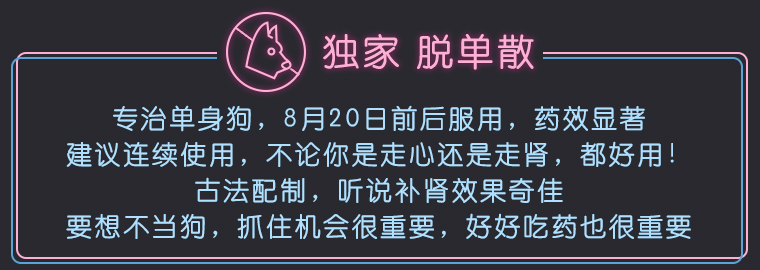 独家 脱单散
专治单身狗，8月20日前后服用，药效显著
建议连续使用，不论你是走心还是走肾，都好用！
古法配制，听说补肾效果奇佳
要想不当狗，抓住机会很重要，好好吃药也很重要